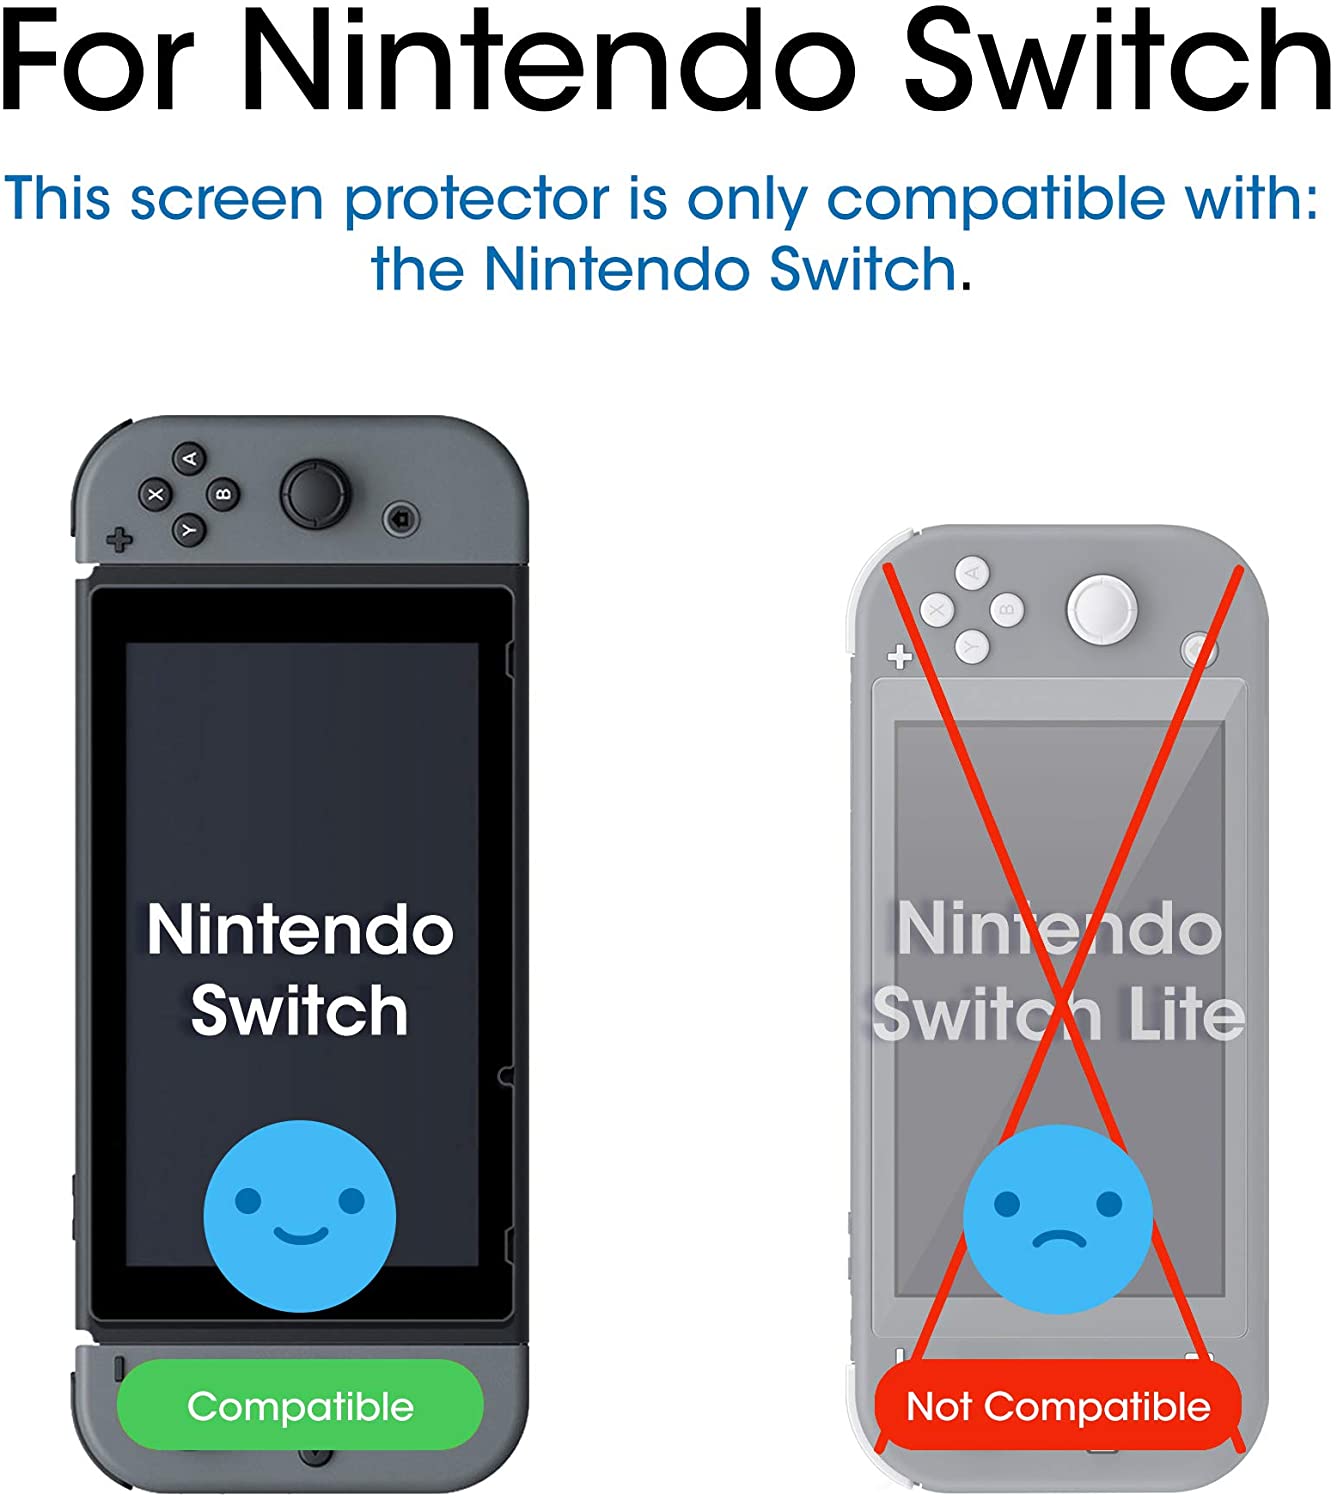 For Nintendo Switch
This screen protector is only compatible with:
the Nintendo Switch.
A
X B
Y
A
X B
Y
Nintendo
Switch
Nintendo
Switch Lite
Compatible
Not Compatible